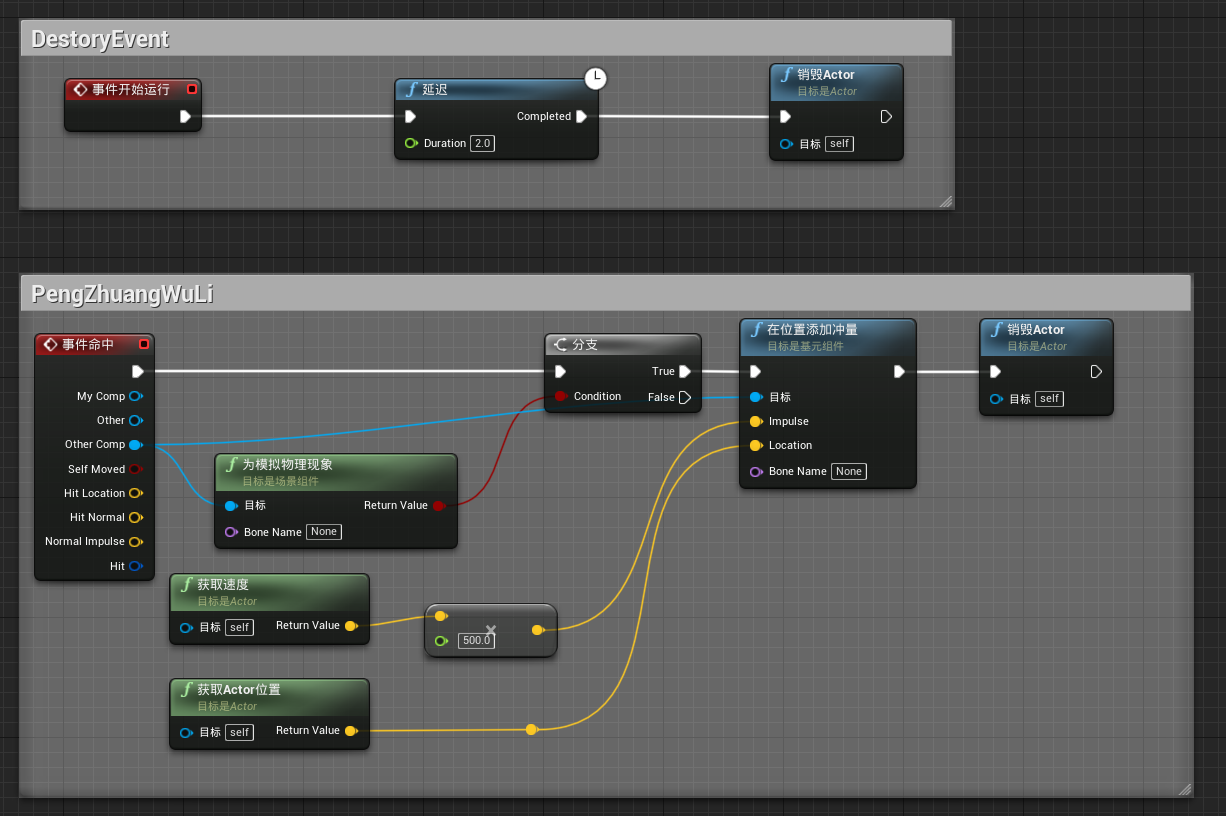 DestoryEvent
事件开始运行
延迟
Completed
Duration 2.0
销毁Actor
目标是Actor
目标 self
PengZhuangWuLi
事件命中
My Comp
Other
Other Comp
Self Moved
Hit Location
Hit Normal
Normal Impulse
Hit
为模拟物理现象
目标是场景组件
目标 Return Value
Bone Name None
获取速度
目标是Actor
目标 self Return Value
× 500.0
获取Actor位置
目标是Actor
目标 self Return Value
分支
True
Condition False
在位置添加冲量
目标是基元组件
目标
Impulse
Location
Bone Name None
销毁Actor
目标是Actor
目标 self